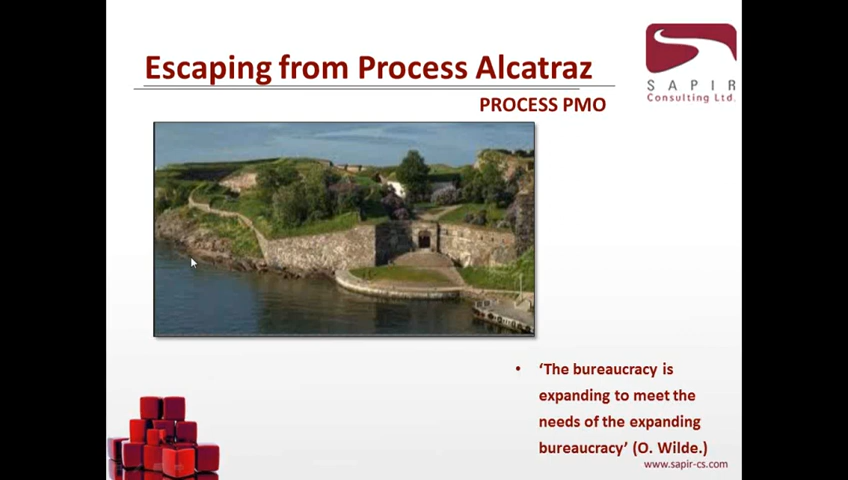 Escaping from Process Alcatraz
SAPIR
Consulting Ltd.
PROCESS PMO
• ‘The bureaucracy is
expanding to meet the
needs of the expanding
bureaucracy’ (O. Wilde.)
www.sapir-cs.com